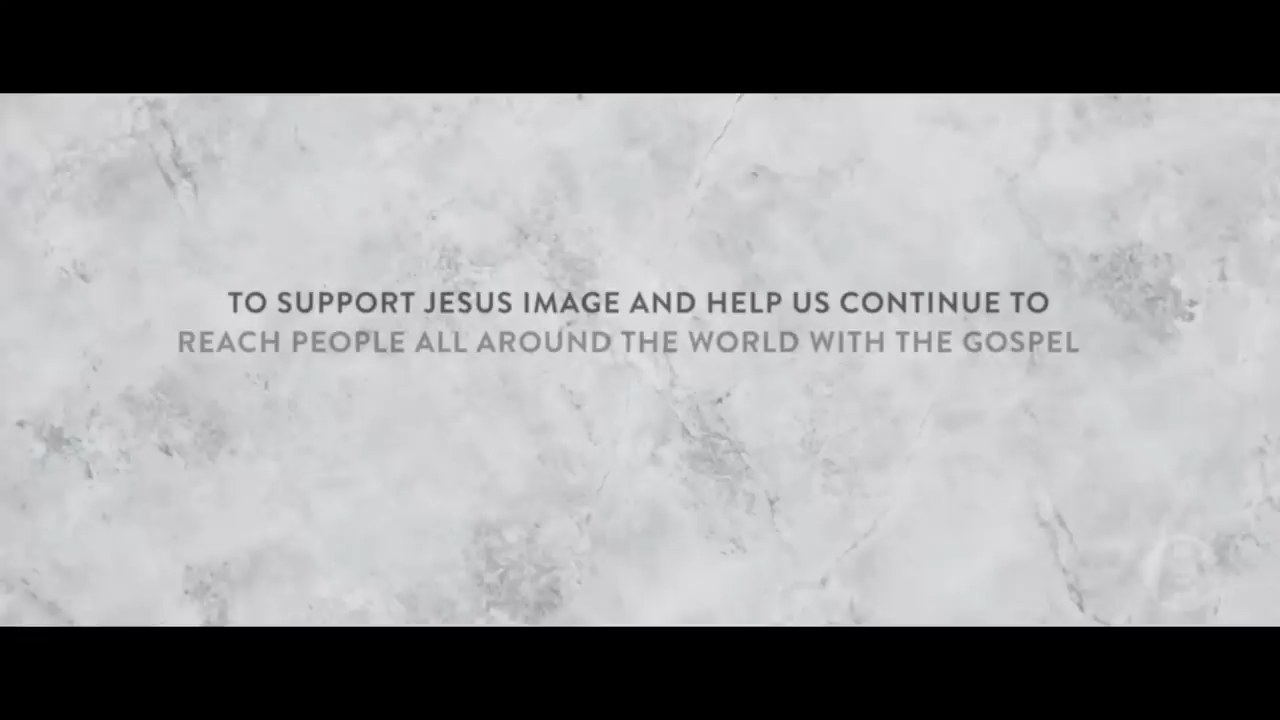 TO SUPPORT JESUS IMAGE AND HELP US CONTINUE TO
REACH PEOPLE ALL AROUND THE WORLD WITH THE GOSPEL